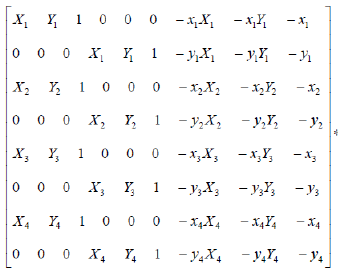 X₁ Y₁ 1 0 0 0 −x₁X₁ −x₁Y₁ −x₁
0 0 0 X₁ Y₁ 1 −y₁X₁ −y₁Y₁ −y₁
X₂ Y₂ 1 0 0 0 −x₂X₂ −x₂Y₂ −x₂
0 0 0 X₂ Y₂ 1 −y₂X₂ −y₂Y₂ −y₂
X₃ Y₃ 1 0 0 0 −x₃X₃ −x₃Y₃ −x₃
0 0 0 X₃ Y₃ 1 −y₃X₃ −y₃Y₃ −y₃
X₄ Y₄ 1 0 0 0 −x₄X₄ −x₄Y₄ −x₄
0 0 0 X₄ Y₄ 1 −y₄X₄ −y₄Y₄ −y₄
*